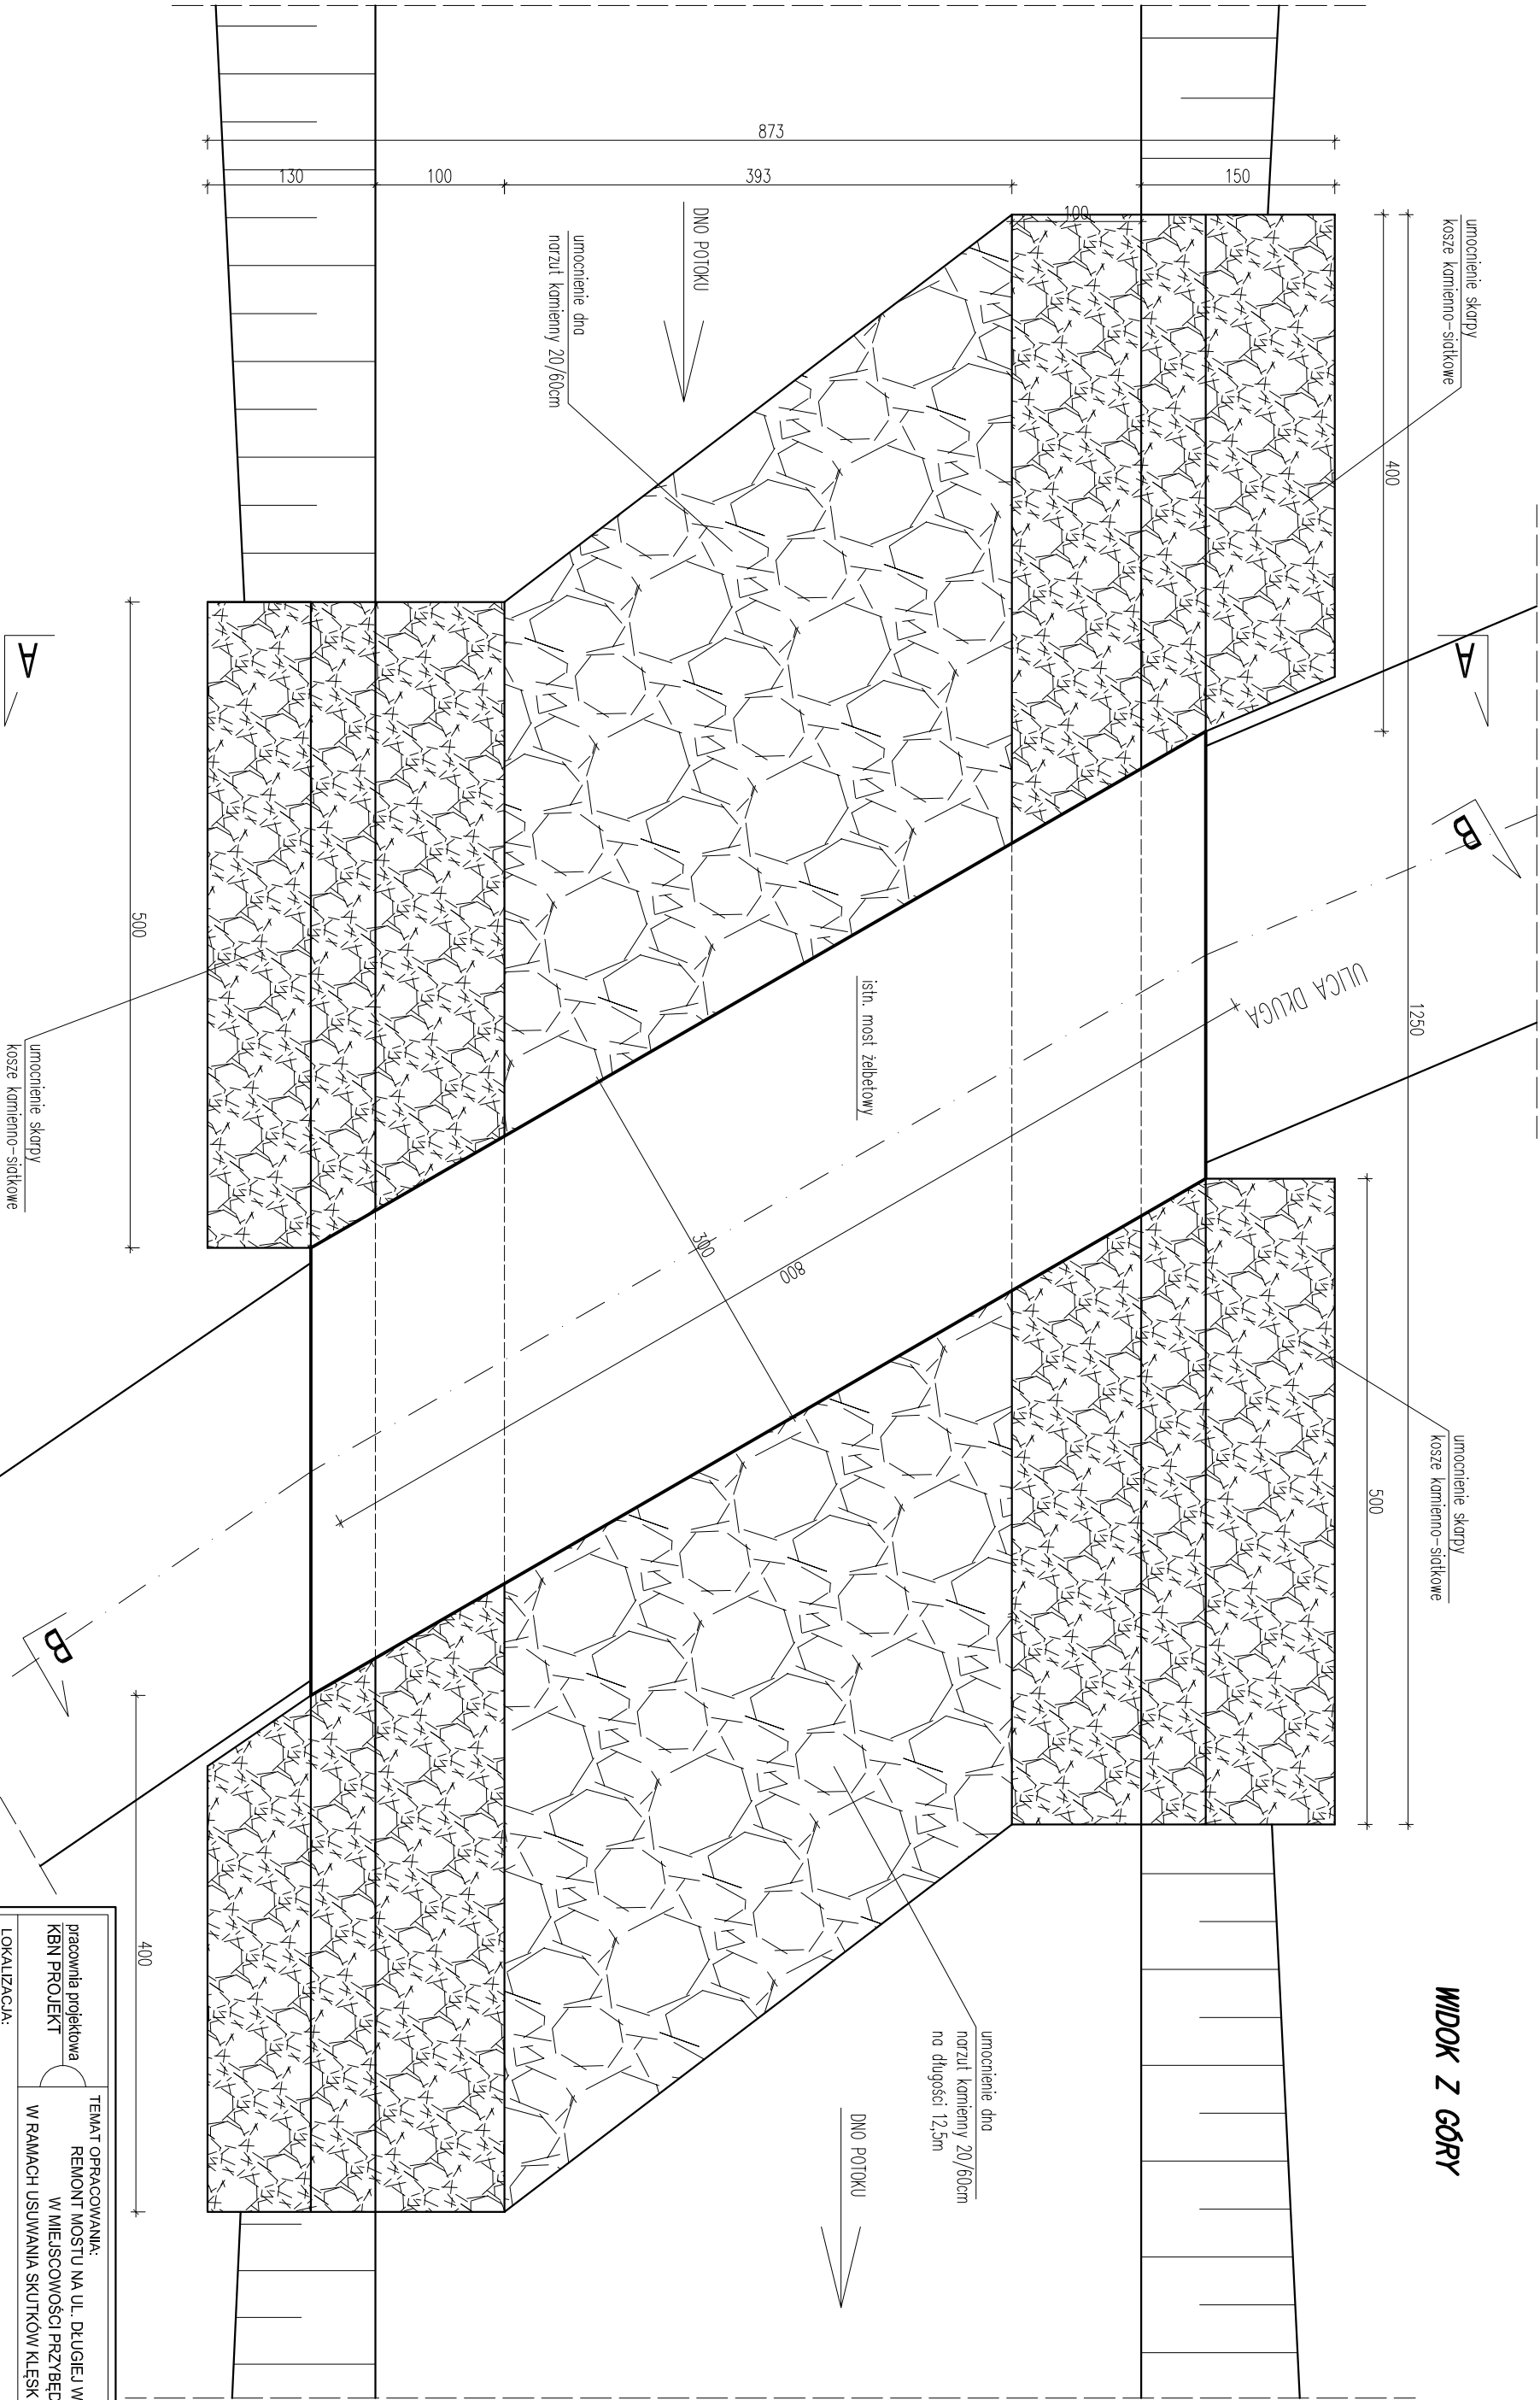 WIDOK Z GÓRY
umocnienie skarpy
kosze kamienno-siatkowe
umocnienie skarpy
kosze kamienno-siatkowe
1250
400
500
A
B
ULICA DŁUGA
873
150
100
393
100
130
DNO POTOKU
umocnienie dna
narzut kamienny 20/60cm
istn. most żelbetowy
300
800
umocnienie dna
narzut kamienny 20/60cm
na długości 12,5m
DNO POTOKU
500
400
umocnienie skarpy
kosze kamienno-siatkowe
A
B
pracownia projektowa
KBN PROJEKT
TEMAT OPRACOWANIA:
REMONT MOSTU NA UL. DŁUGIEJ W
W MIEJSCOWOŚCI PRZYBĘD
W RAMACH USUWANIA SKUTKÓW KLĘSK
LOKALIZACJA: